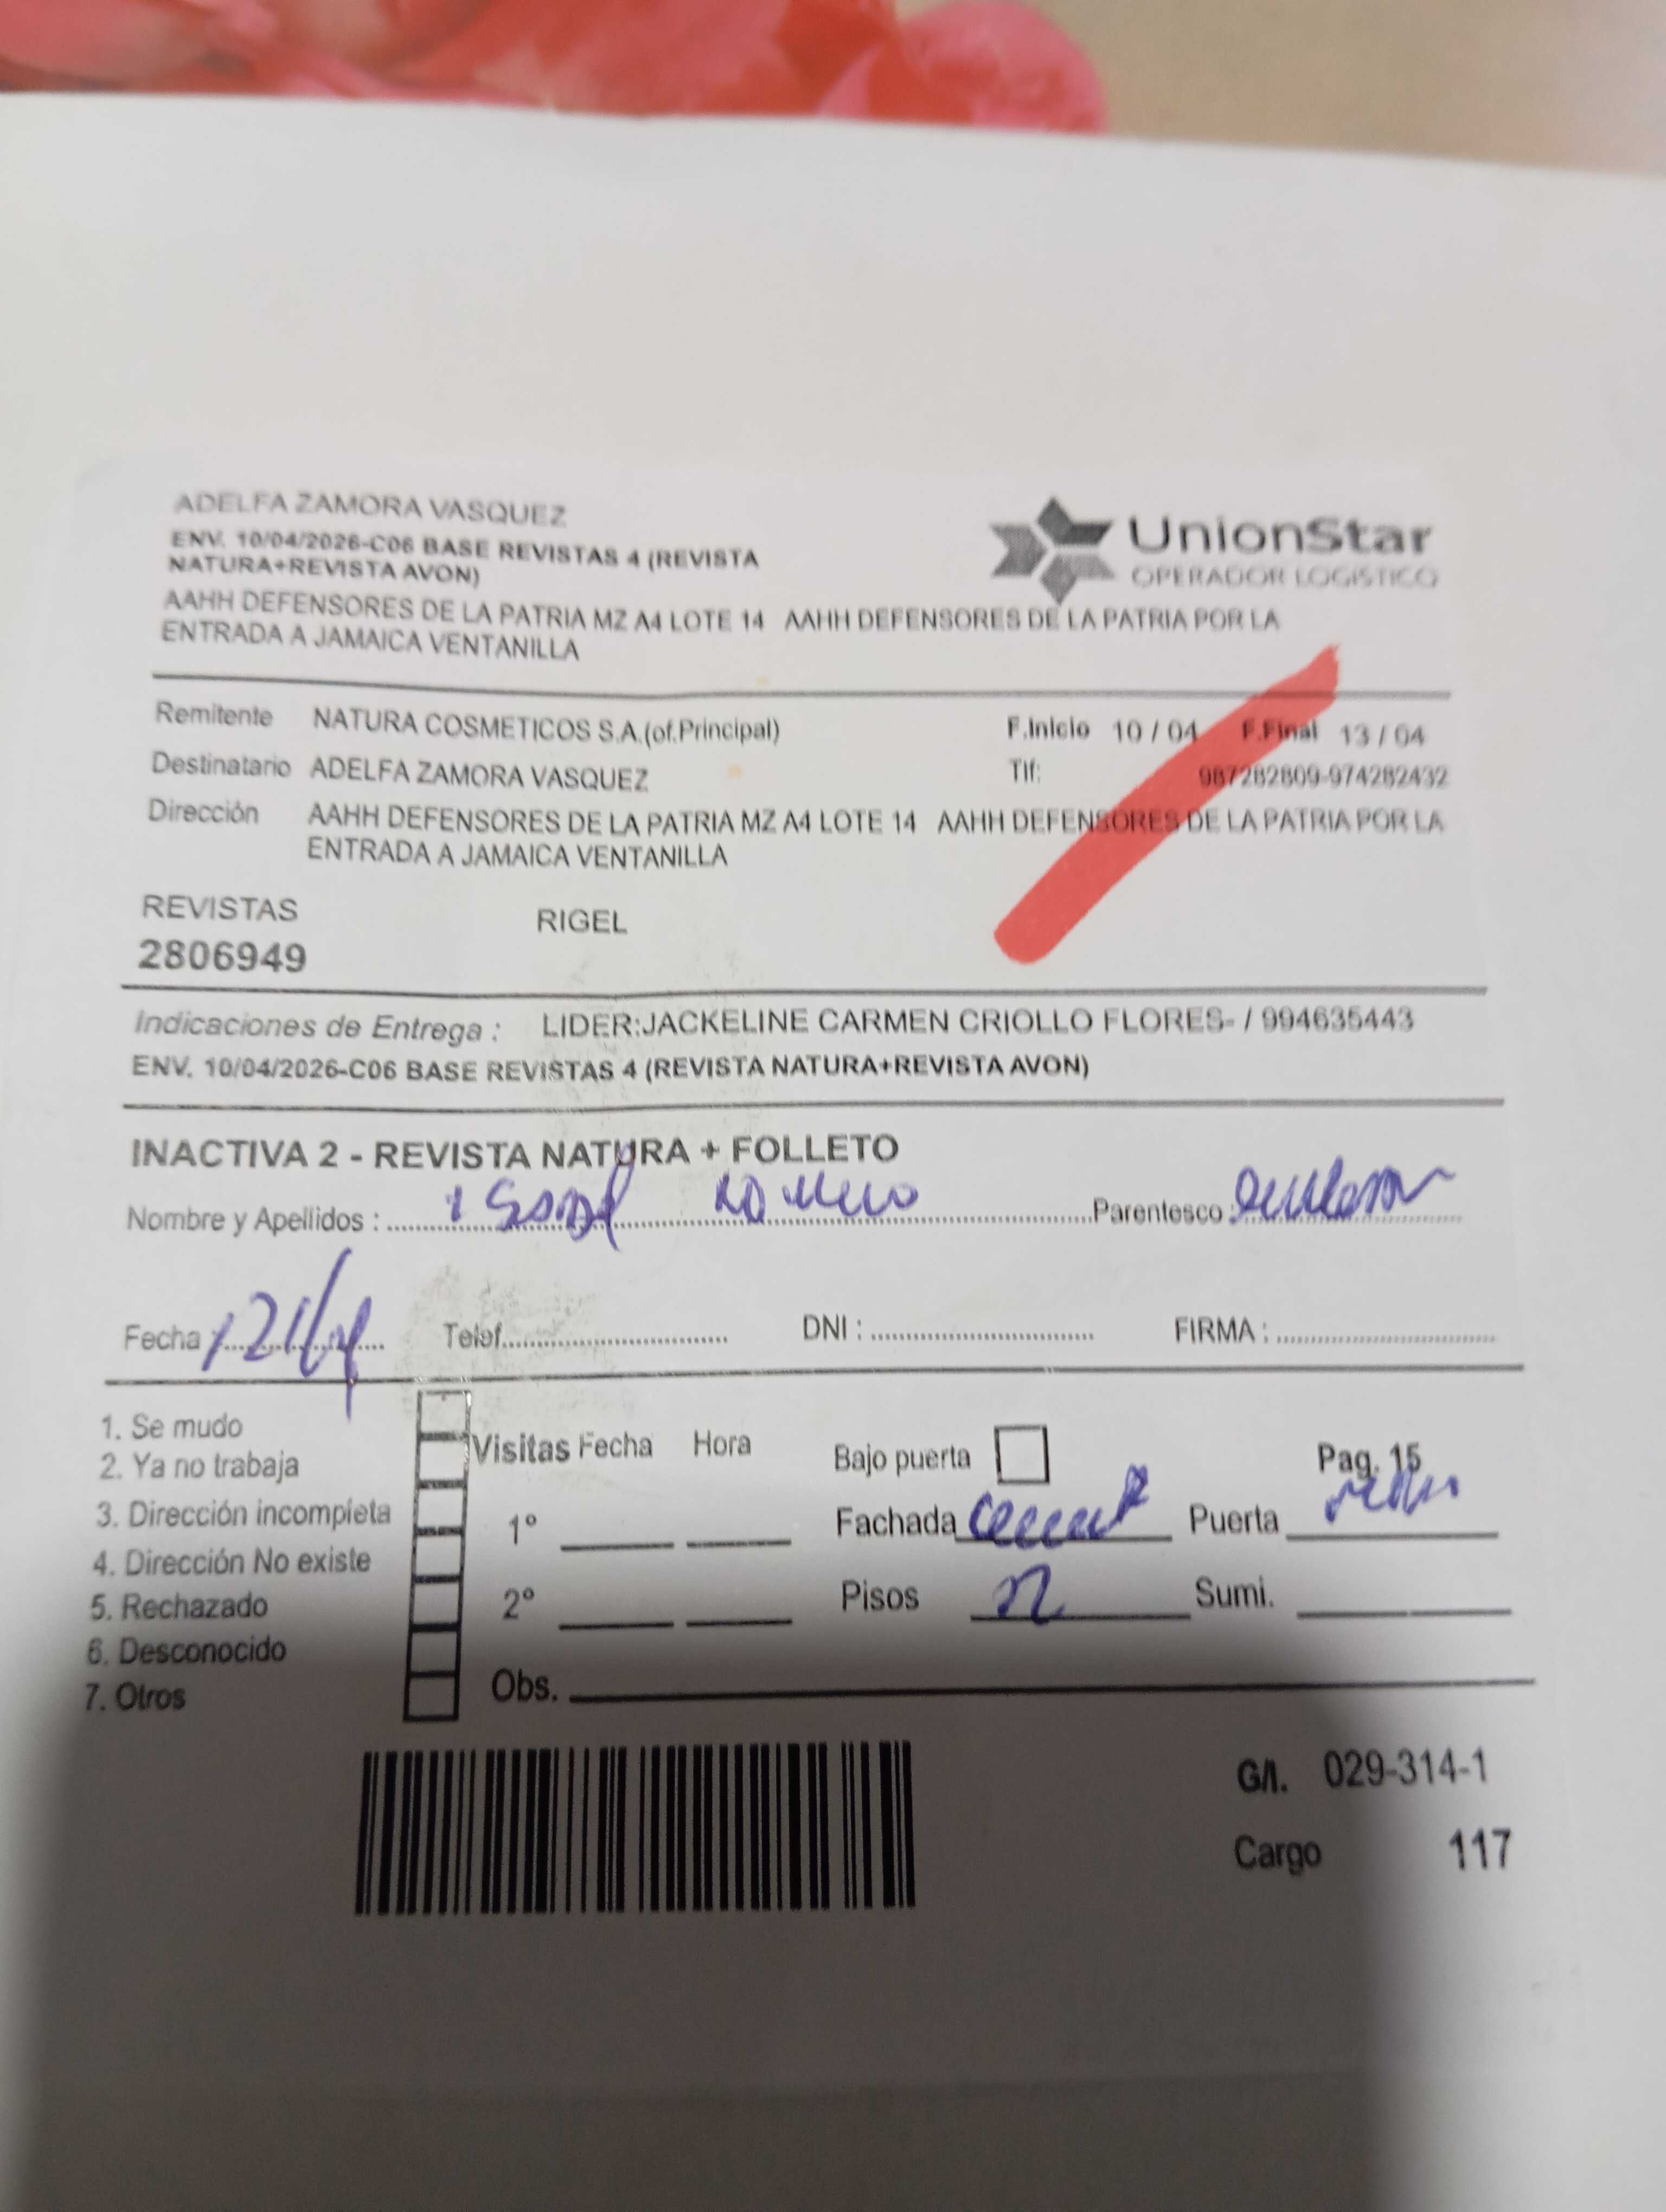 ADELFA ZAMORA VASQUEZ
ENV. 10/04/2026-C06 BASE REVISTAS 4 (REVISTA
NATURA+REVISTA AVON)
UnionStar
OPERADOR LOGISTICO
AAHH DEFENSORES DE LA PATRIA MZ A4 LOTE 14 AAHH DEFENSORES DE LA PATRIA POR LA
ENTRADA A JAMAICA VENTANILLA
Remitente NATURA COSMETICOS S.A.(of.Principal) F.Inicio 10 / 04 F.Final 13 / 04
Destinatario ADELFA ZAMORA VASQUEZ Tlf: 987282809-974282432
Dirección AAHH DEFENSORES DE LA PATRIA MZ A4 LOTE 14 AAHH DEFENSORES DE LA PATRIA POR LA
ENTRADA A JAMAICA VENTANILLA
REVISTAS RIGEL
2806949
Indicaciones de Entrega : LIDER:JACKELINE CARMEN CRIOLLO FLORES- / 994635443
ENV. 10/04/2026-C06 BASE REVISTAS 4 (REVISTA NATURA+REVISTA AVON)
INACTIVA 2 - REVISTA NATURA + FOLLETO
Nombre y Apellidos : Parentesco :
Fecha : 12/4 Telef. DNI : FIRMA :
1. Se mudo
2. Ya no trabaja
3. Dirección incompleta
4. Dirección No existe
5. Rechazado
6. Desconocido
7. Otros
Visitas Fecha Hora
1°
2°
Obs.
Bajo puerta Pag. 15
Fachada Puerta
Pisos Sumi.
G/I. 029-314-1
Cargo 117